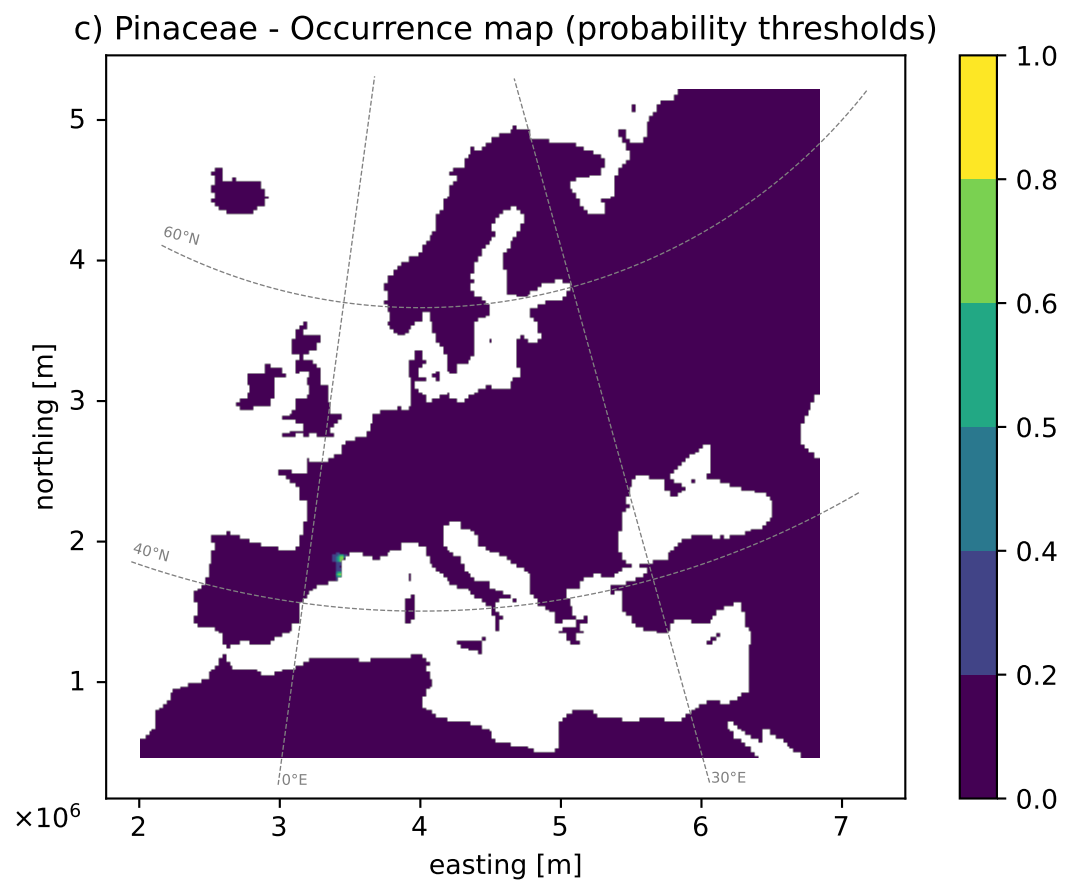 c) Pinaceae - Occurrence map (probability thresholds)
northing [m]
5
4
3
2
1
60°N
40°N
0°E
30°E
×10⁶
2 3 4 5 6 7
easting [m]
1.0
0.8
0.6
0.5
0.4
0.2
0.0